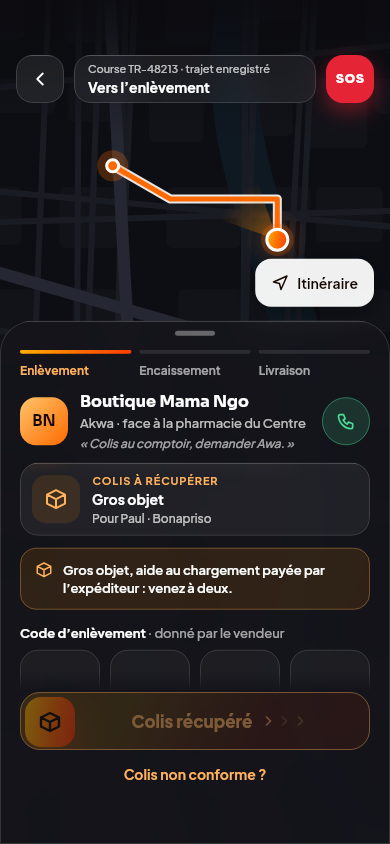 Course TR-48213 · trajet enregistré
Vers l’enlèvement
SOS
Itinéraire
Enlèvement
Encaissement
Livraison
BN
Boutique Mama Ngo
Akwa · face à la pharmacie du Centre
« Colis au comptoir, demander Awa. »
COLIS À RÉCUPÉRER
Gros objet
Pour Paul · Bonapriso
Gros objet, aide au chargement payée par
l’expéditeur : venez à deux.
Code d’enlèvement · donné par le vendeur
Colis récupéré
Colis non conforme ?